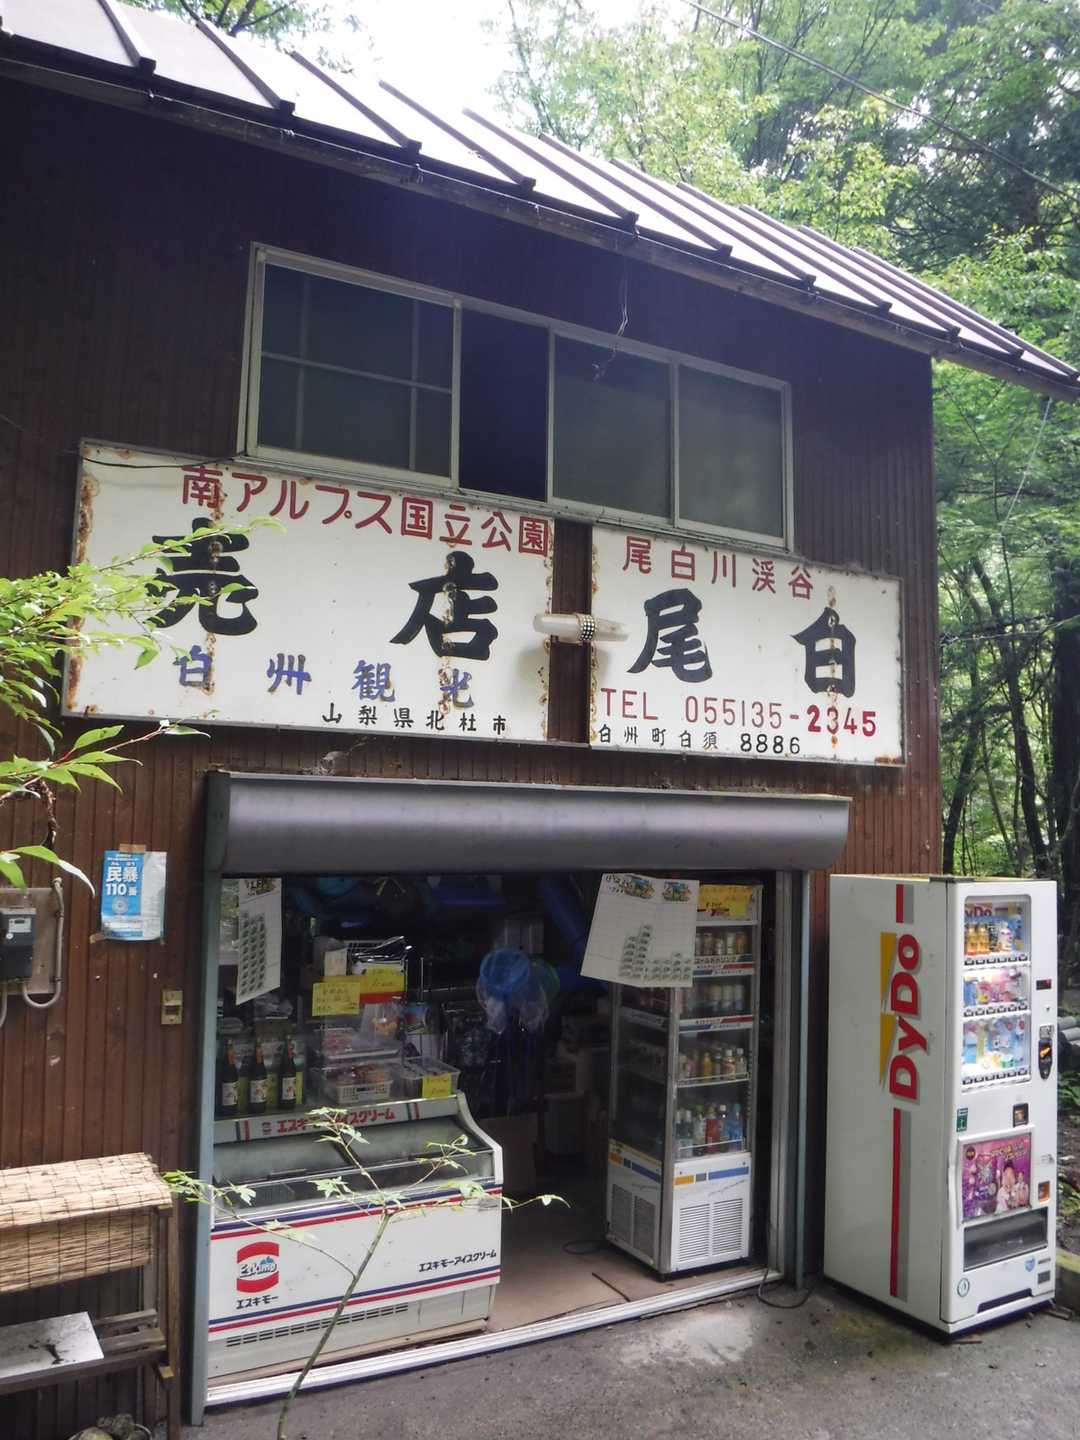 南アルプス国立公園
売店
白州観光
山梨県北杜市
尾白川渓谷
尾白
TEL 055135-2345
白州町白須 8886
民暴
110番
エスキモーアイスクリーム
Eskimo
エスキモー
エスキモーアイスクリーム
DyDo
DyDo